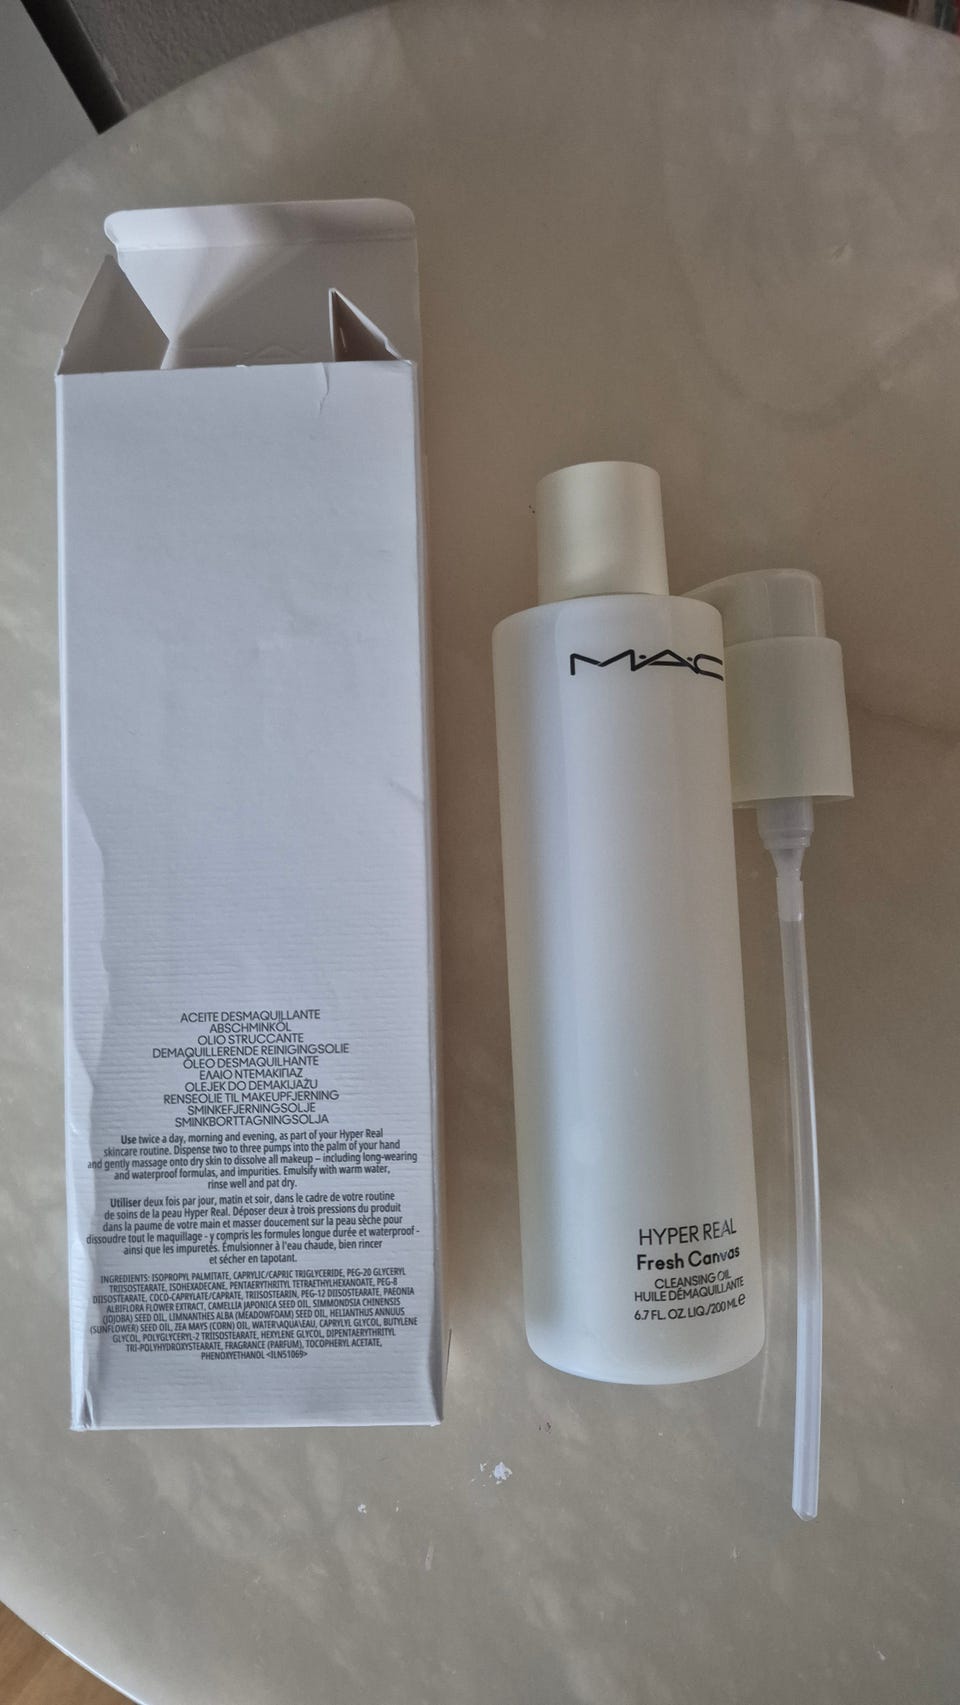 ACEITE DESMAQUILLANTE
ABSCHMINKÖL
OLIO STRUCCANTE
DEMAQUILLERENDE REINIGINGSOLIE
ÓLEO DESMAQUILHANTE
ΕΛΑΙΟ ΝΤΕΜΑΚΙΓΙΑΖ
OLEJEK DO DEMAKIJAŻU
RENSEOLIE TIL MAKEUPFJERNING
SMINKEFJERNINGSOLJE
SMINKBORTTAGNINGSOLJA
Use twice a day, morning and evening, as part of your Hyper Real
skincare routine. Dispense two to three pumps into the palm of your hand
and gently massage onto dry skin to dissolve all makeup – including long-wearing
and waterproof formulas, and impurities. Emulsify with warm water,
rinse well and pat dry.
Utiliser deux fois par jour, matin et soir, dans le cadre de votre routine
de soins de la peau Hyper Real. Déposer deux à trois pressions du produit
dans la paume de votre main et masser doucement sur la peau sèche pour
dissoudre tout le maquillage - y compris les formules longue durée et waterproof -
ainsi que les impuretés. Émulsionner à l'eau chaude, bien rincer
et sécher en tapotant.
INGREDIENTS: ISOPROPYL PALMITATE, CAPRYLIC/CAPRIC TRIGLYCERIDE, PEG-20 GLYCERYL
TRIISOSTEARATE, ISOHEXADECANE, PENTAERYTHRITYL TETRAETHYLHEXANOATE, PEG-8
DIISOSTEARATE, COCO-CAPRYLATE/CAPRATE, TRIISOSTEARIN, PEG-12 DIISOSTEARATE, PAEONIA
ALBIFLORA FLOWER EXTRACT, CAMELLIA JAPONICA SEED OIL, SIMMONDSIA CHINENSIS
(JOJOBA) SEED OIL, LIMNANTHES ALBA (MEADOWFOAM) SEED OIL, HELIANTHUS ANNUUS
(SUNFLOWER) SEED OIL, ZEA MAYS (CORN) OIL, WATER\AQUA\EAU, CAPRYLYL GLYCOL, BUTYLENE
GLYCOL, POLYGLYCERYL-2 TRIISOSTEARATE, HEXYLENE GLYCOL, DIPENTAERYTHRITYL
TRI-POLYHYDROXYSTEARATE, FRAGRANCE (PARFUM), TOCOPHERYL ACETATE,
PHENOXYETHANOL <ILN51069>
M·A·C
HYPER REAL
Fresh Canvas
CLEANSING OIL
HUILE DÉMAQUILLANTE
6.7 FL. OZ. LIQ./200 ML ℮